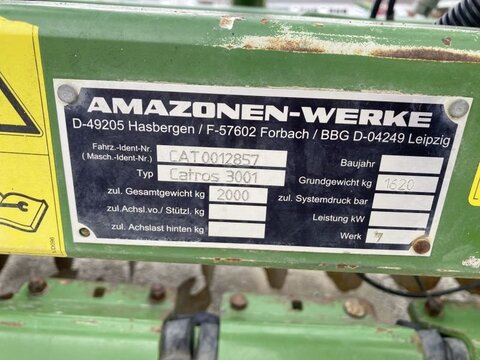 AMAZONEN-WERKE
D-49205 Hasbergen / F-57602 Forbach / BBG D-04249 Leipzig
Fahrz.-Ident-Nr.
( Masch.-Ident-Nr.) CAT0012857 Baujahr
Typ Catros 3001 Grundgewicht kg 1620
zul. Gesamtgewicht kg 2000 zul. Systemdruck bar
zul.Achsl.vo./ Stützl. kg Leistung kW
zul. Achslast hinten kg Werk 7